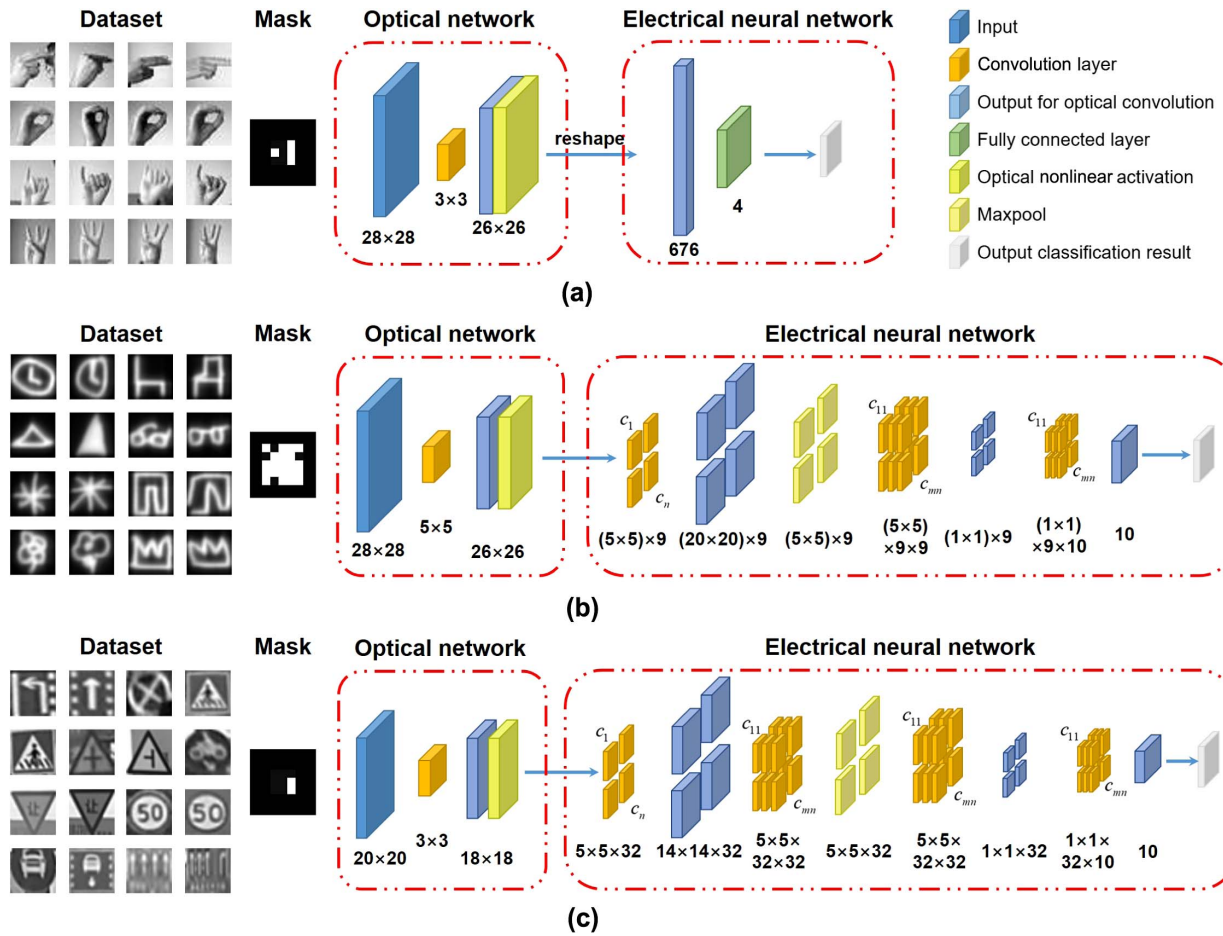 Dataset
Mask
Optical network
Electrical neural network
28×28
3×3
26×26
reshape
676
4
Input
Convolution layer
Output for optical convolution
Fully connected layer
Optical nonlinear activation
Maxpool
Output classification result
(a)
Dataset
Mask
Optical network
Electrical neural network
28×28
5×5
26×26
c₁
cₙ
(5×5)×9
(20×20)×9
(5×5)×9
c₁₁
cₘₙ
(5×5)
×9×9
(1×1)×9
c₁₁
cₘₙ
(1×1)
×9×10
10
(b)
Dataset
Mask
Optical network
Electrical neural network
让
让
50
50
20×20
3×3
18×18
c₁
cₙ
5×5×32
14×14×32
c₁₁
cₘₙ
5×5×
32×32
5×5×32
c₁₁
cₘₙ
5×5×
32×32
1×1×32
c₁₁
cₘₙ
1×1×
32×10
10
(c)